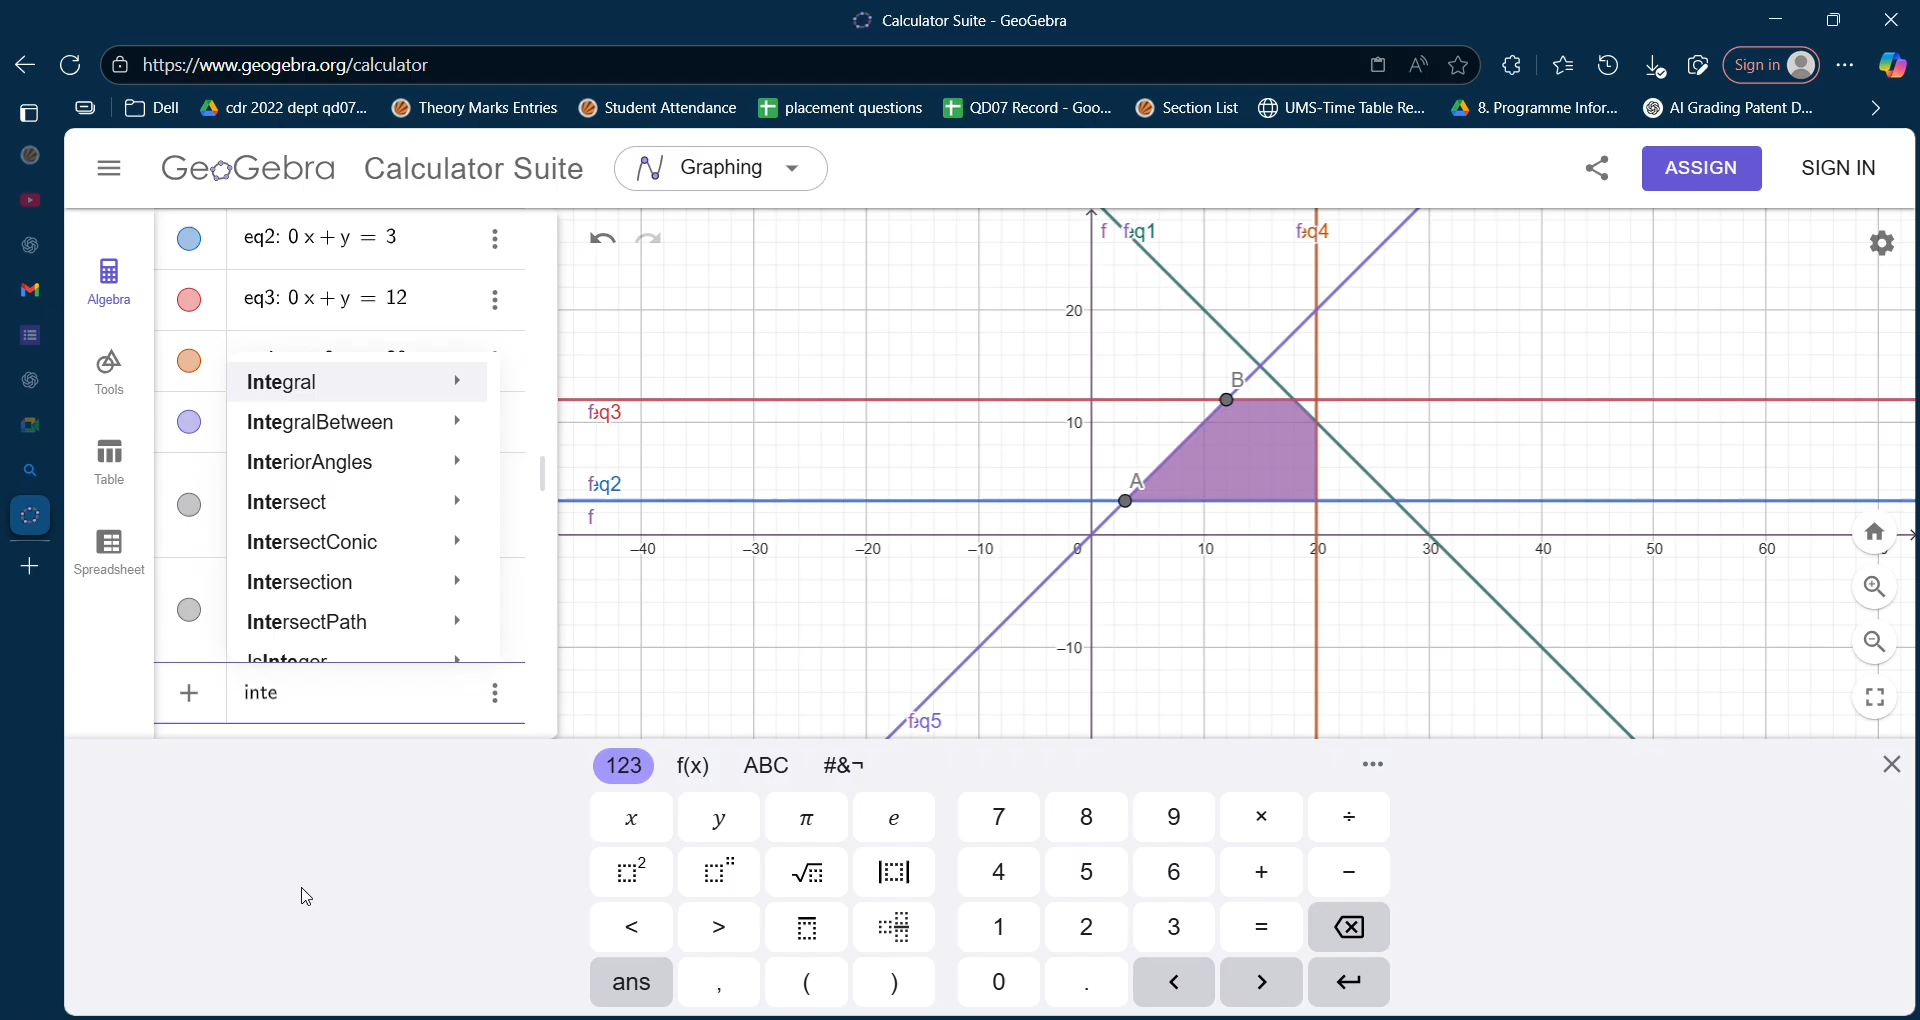 Calculator Suite - GeoGebra
https://www.geogebra.org/calculator
Sign in
Dell
cdr 2022 dept qd07...
Theory Marks Entries
Student Attendance
placement questions
QD07 Record - Goo...
Section List
UMS-Time Table Re...
8. Programme Infor...
AI Grading Patent D...
GeoGebra Calculator Suite
Graphing
ASSIGN
SIGN IN
Algebra
Tools
Table
Spreadsheet
eq2: 0 x + y = 3
eq3: 0 x + y = 12
Integral
IntegralBetween
InteriorAngles
Intersect
IntersectConic
Intersection
IntersectPath
IsInteger
inte
f eq1
eq4
eq3
eq2
f
eq5
A
B
20
10
-10
-40 -30 -20 -10 0 10 20 30 40 50 60
123 f(x) ABC #&¬
x y π e 7 8 9 × ÷
2 √ 4 5 6 + −
< > 1 2 3 =
ans , ( ) 0 . < >